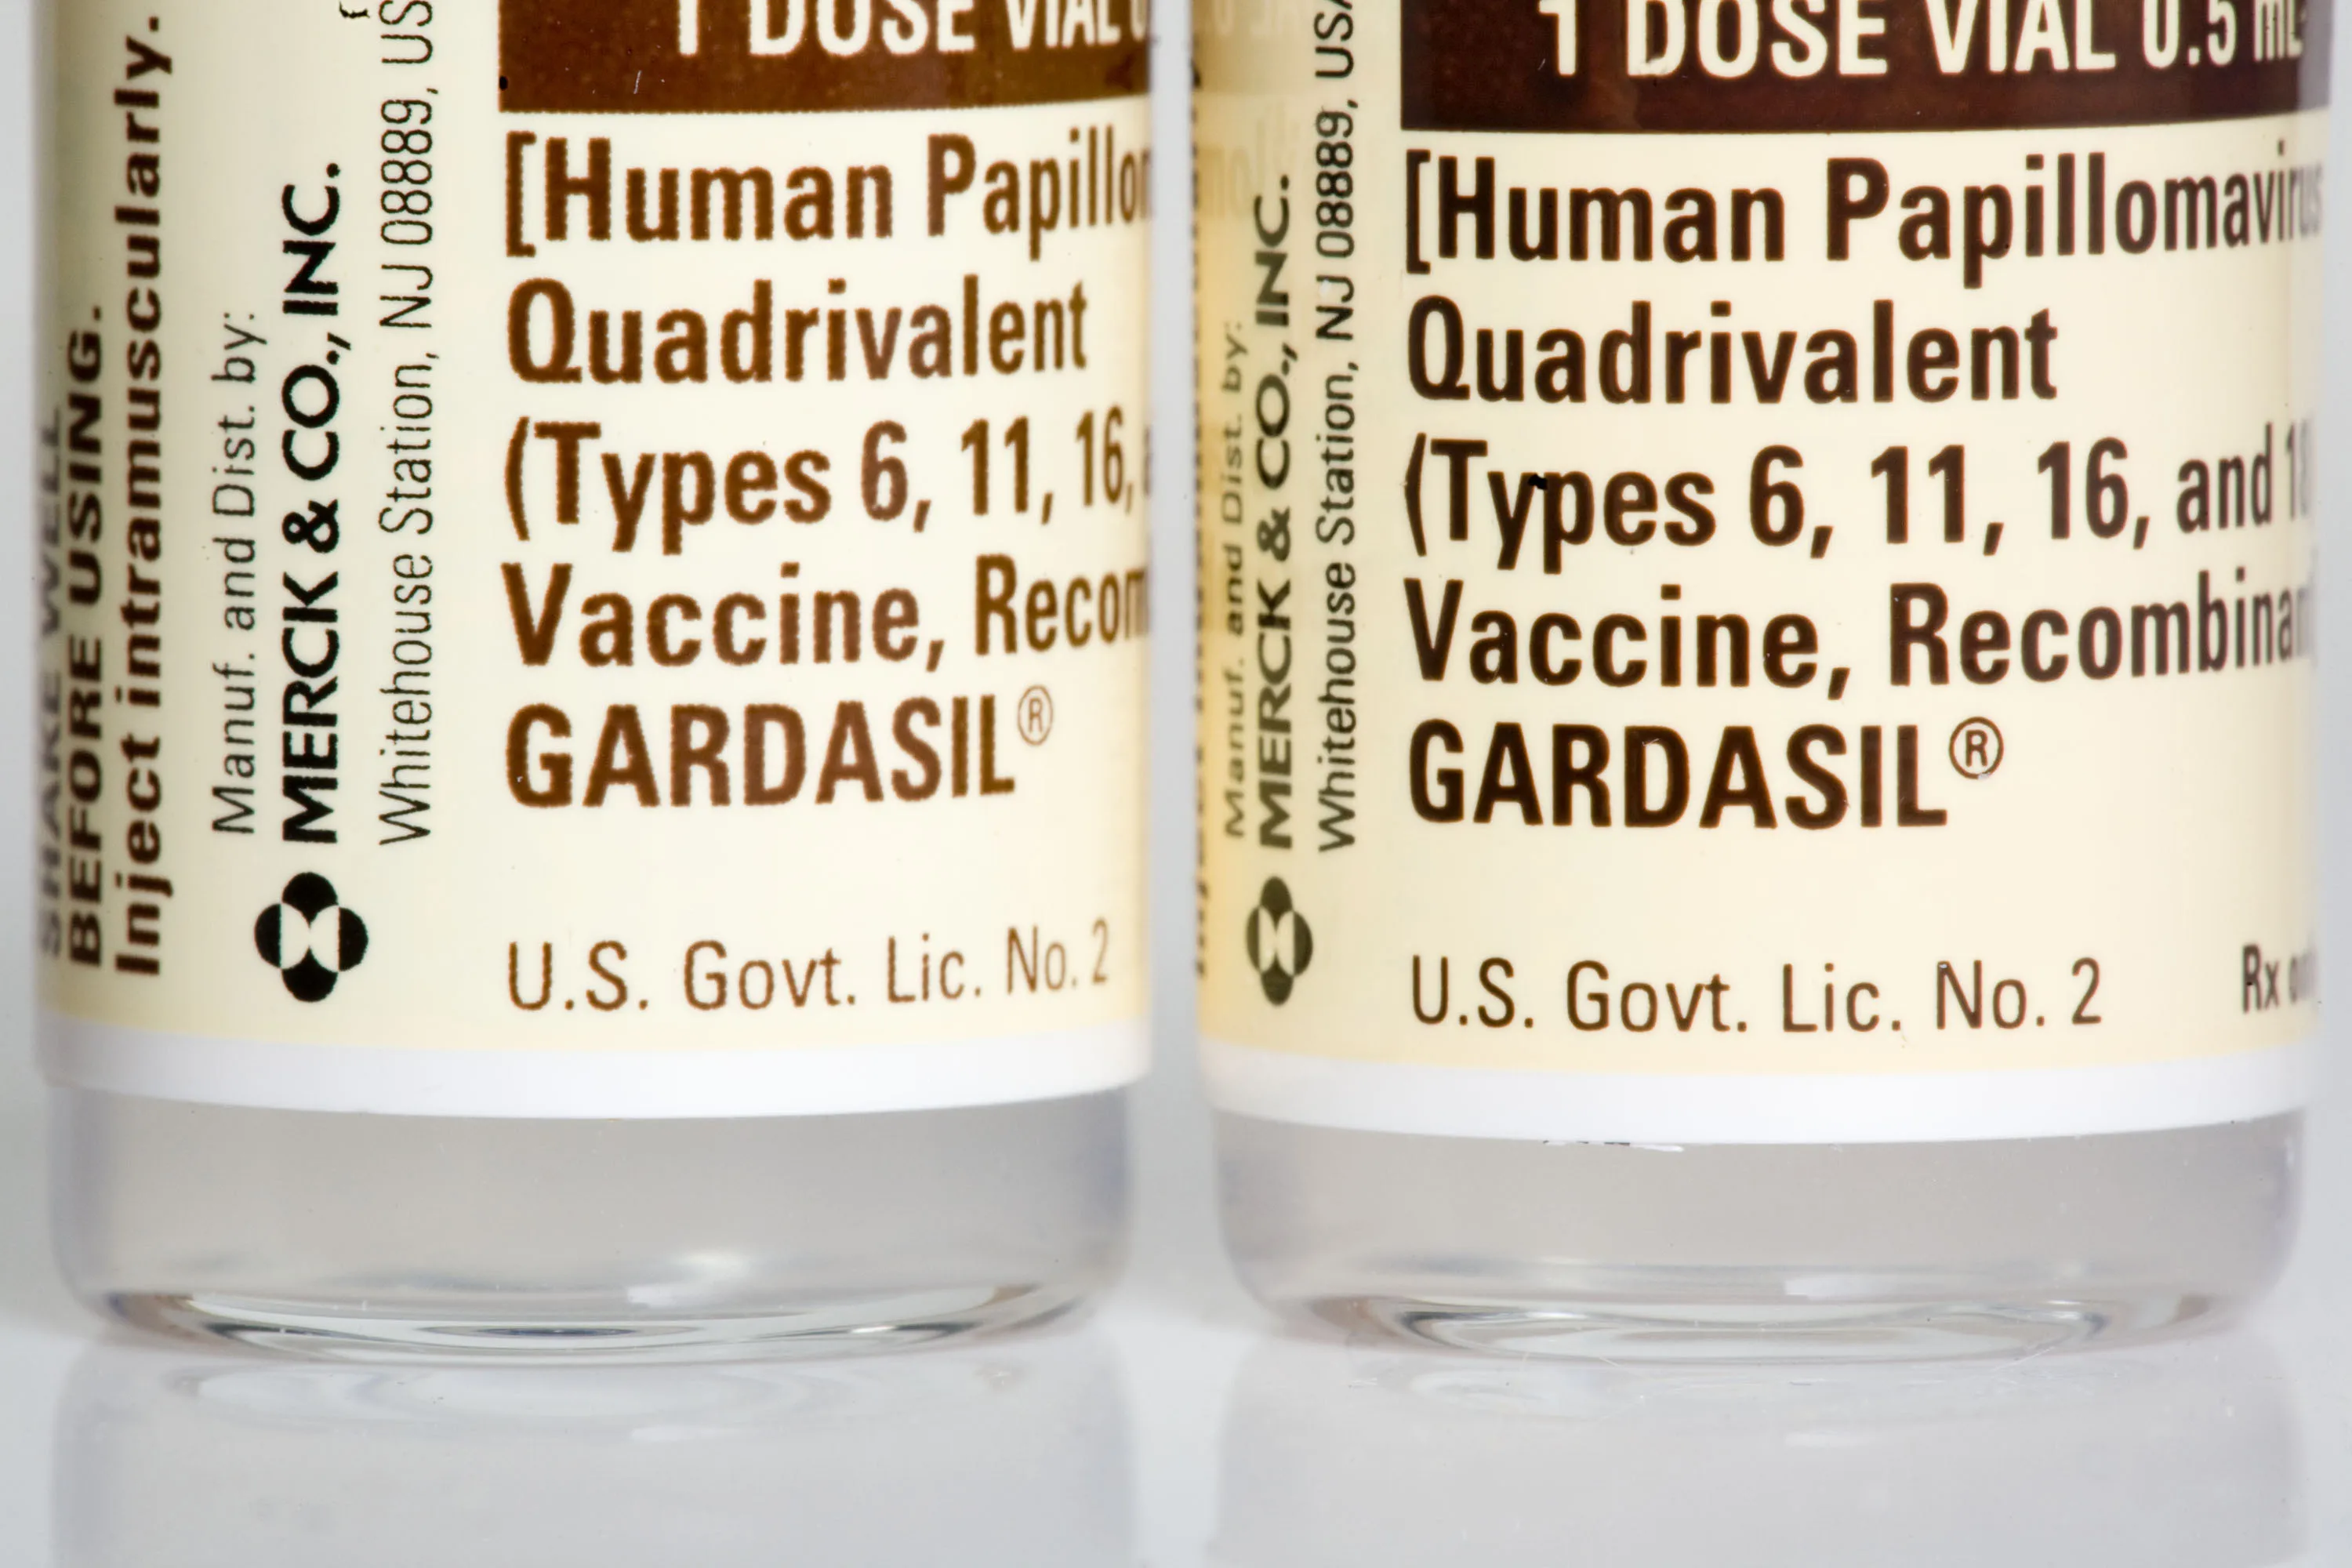 SHAKE WELL
BEFORE USING.
Inject intramuscularly.
Manuf. and Dist. by:
MERCK & CO., INC.
Whitehouse Station, NJ 08889, US
1 DOSE VIAL
[Human Papillo
Quadrivalent
(Types 6, 11, 16,
Vaccine, Recom
GARDASIL®
U.S. Govt. Lic. No. 2
Manuf. and Dist. by:
MERCK & CO., INC.
Whitehouse Station, NJ 08889, USA
1 DOSE VIAL 0.5 mL
[Human Papillomavirus
Quadrivalent
(Types 6, 11, 16, and 18
Vaccine, Recombinan
GARDASIL®
U.S. Govt. Lic. No. 2
Rx on